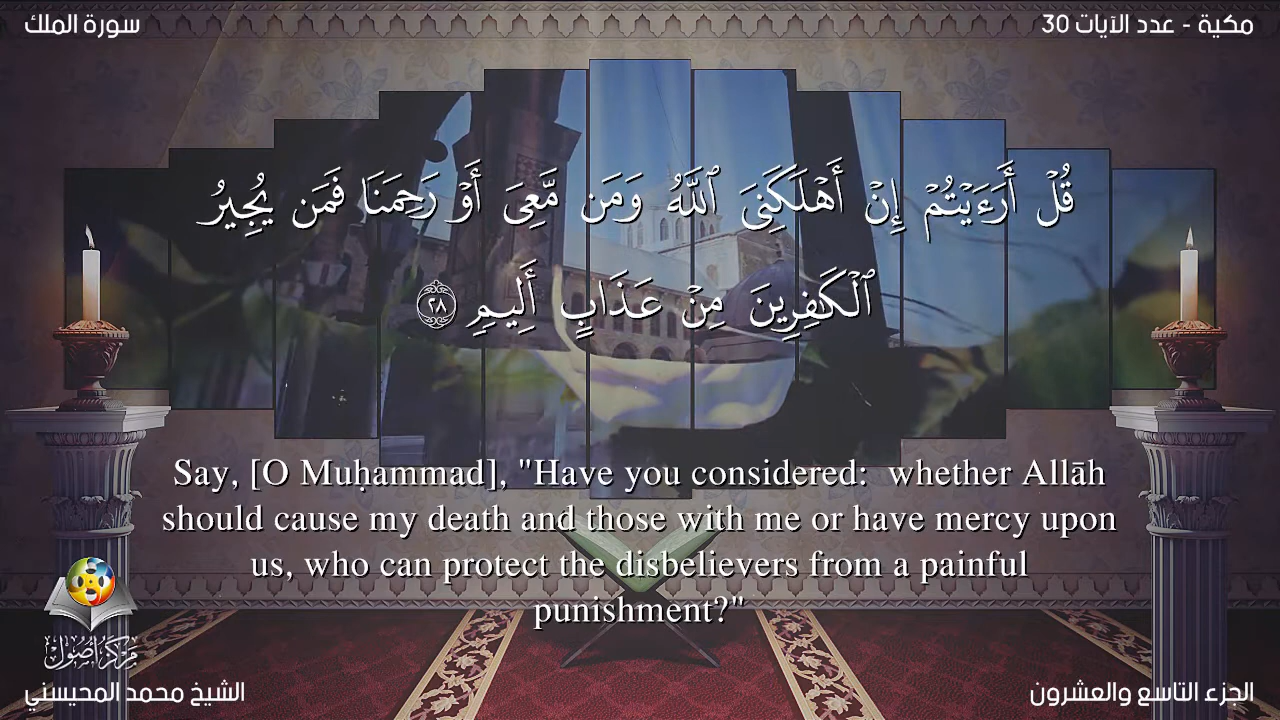 سورة الملك
مكية - عدد الآيات 30
قُلْ أَرَءَيْتُمْ إِنْ أَهْلَكَنِىَ ٱللَّهُ وَمَن مَّعِىَ أَوْ رَحِمَنَا فَمَن يُجِيرُ
ٱلْكَـٰفِرِينَ مِنْ عَذَابٍ أَلِيمٍ ٢٨
Say, [O Muḥammad], "Have you considered: whether Allāh
should cause my death and those with me or have mercy upon
us, who can protect the disbelievers from a painful
punishment?"
مركز أصول
الشيخ محمد المحيسني
الجزء التاسع والعشرون